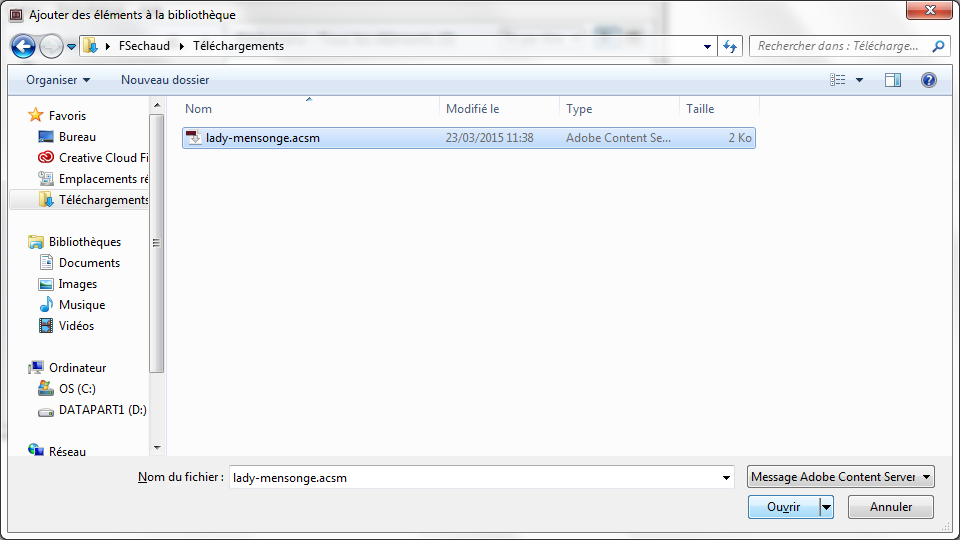 Ajouter des éléments à la bibliothèque
FSechaud Téléchargements
Rechercher dans : Télécharge...
Organiser Nouveau dossier
Nom Modifié le Type Taille
lady-mensonge.acsm 23/03/2015 11:38 Adobe Content Se... 2 Ko
Favoris
Bureau
Creative Cloud Fi
Emplacements ré
Téléchargements
Bibliothèques
Documents
Images
Musique
Vidéos
Ordinateur
OS (C:)
DATAPART1 (D:)
Réseau
Nom du fichier : lady-mensonge.acsm Message Adobe Content Server
Ouvrir Annuler